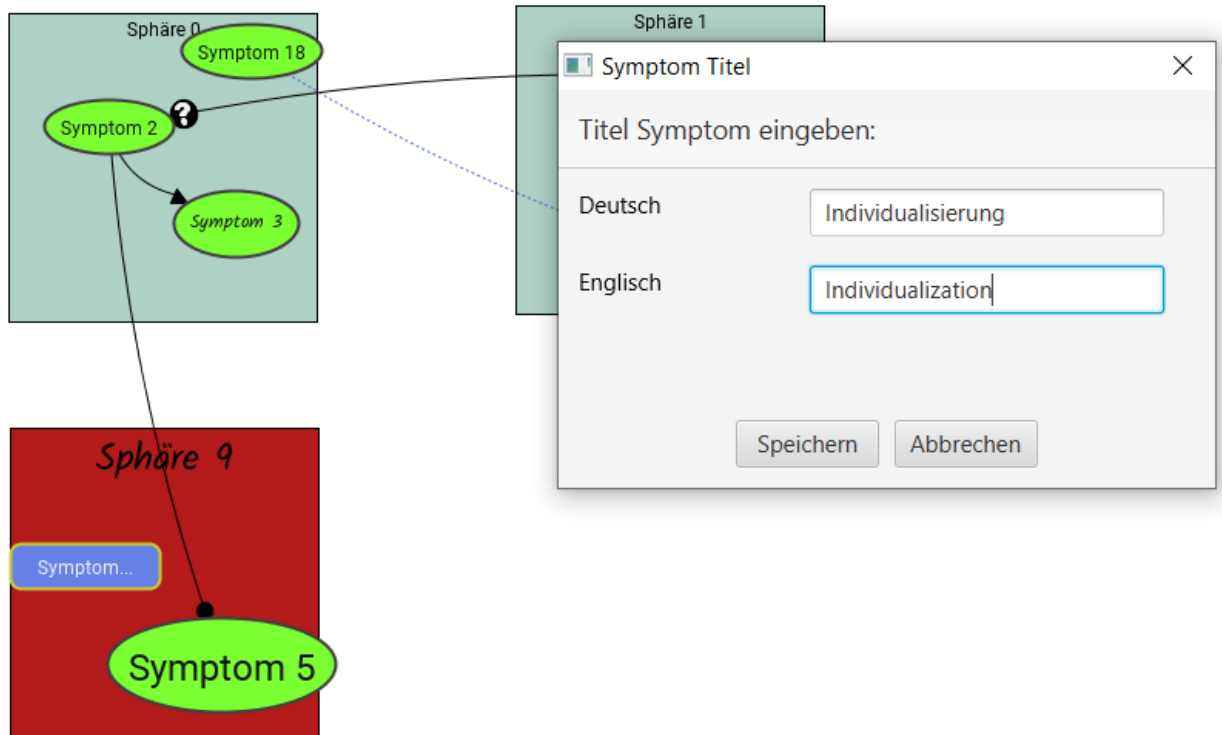 Sphäre 0
Symptom 18
Symptom 2
?
Symptom 3
Sphäre 1
Symptom Titel
Titel Symptom eingeben:
Deutsch
Individualisierung
Englisch
Individualization
Speichern
Abbrechen
Sphäre 9
Symptom...
Symptom 5